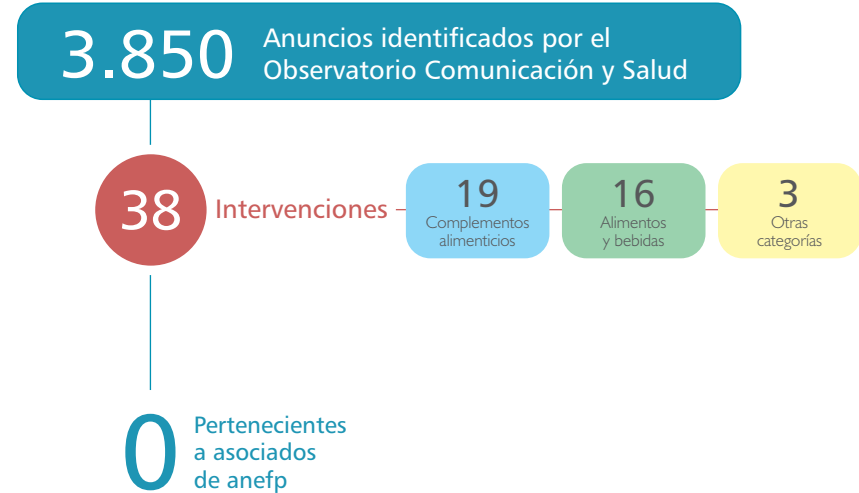 3.850
Anuncios identificados por el
Observatorio Comunicación y Salud
38
Intervenciones
19
Complementos
alimenticios
16
Alimentos
y bebidas
3
Otras
categorías
0
Pertenecientes
a asociados
de anefp